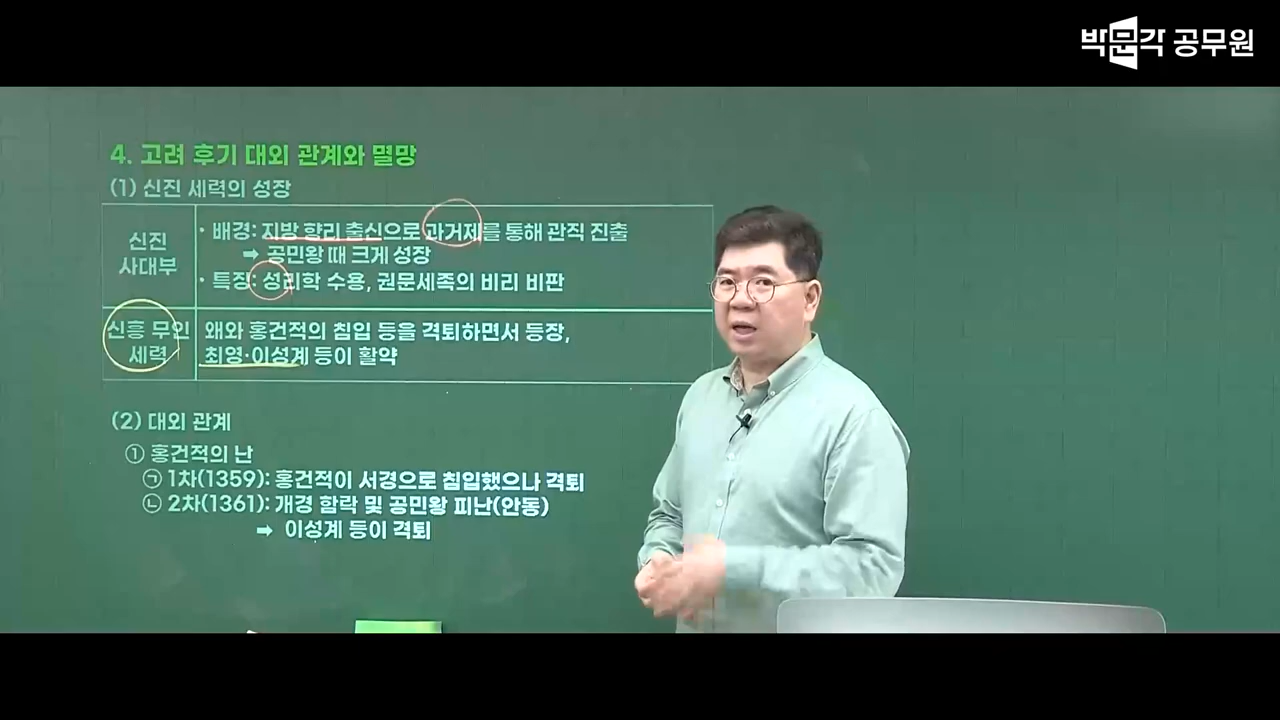 박문각 공무원
4. 고려 후기 대외 관계와 멸망
(1) 신진 세력의 성장
신진
사대부
· 배경: 지방 향리 출신으로 과거제를 통해 관직 진출
➡ 공민왕 때 크게 성장
· 특징: 성리학 수용, 권문세족의 비리 비판
신흥 무인
세력
왜와 홍건적의 침입 등을 격퇴하면서 등장,
최영·이성계 등이 활약
(2) 대외 관계
① 홍건적의 난
㉠ 1차(1359): 홍건적이 서경으로 침입했으나 격퇴
㉡ 2차(1361): 개경 함락 및 공민왕 피난(안동)
➡ 이성계 등이 격퇴